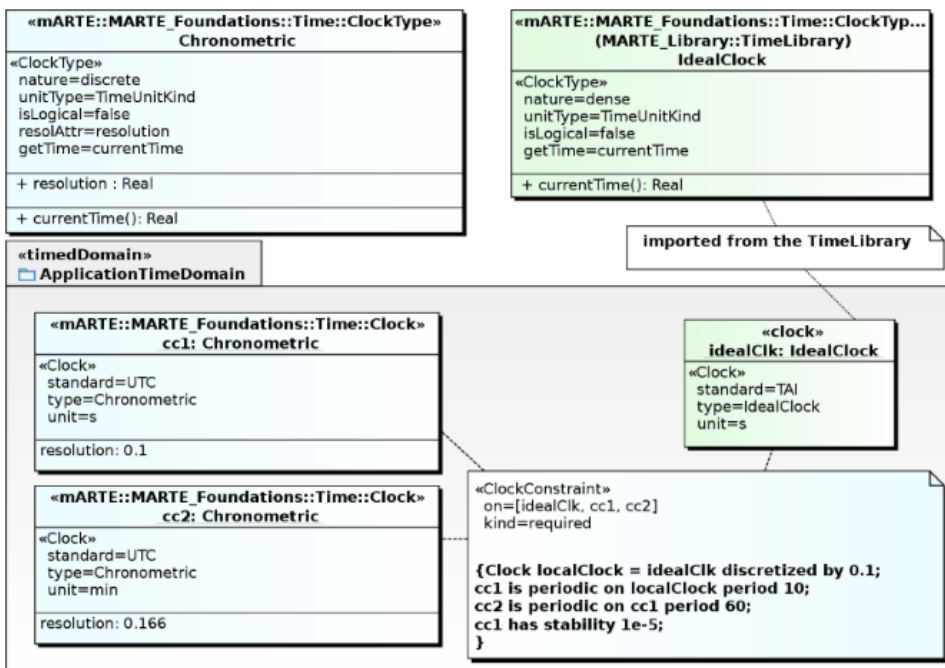 «mARTE::MARTE_Foundations::Time::ClockType»
Chronometric
«ClockType»
nature=discrete
unitType=TimeUnitKind
isLogical=false
resolAttr=resolution
getTime=currentTime
+ resolution : Real
+ currentTime(): Real
«mARTE::MARTE_Foundations::Time::ClockTyp...
(MARTE_Library::TimeLibrary)
IdealClock
«ClockType»
nature=dense
unitType=TimeUnitKind
isLogical=false
getTime=currentTime
+ currentTime(): Real
imported from the TimeLibrary
«timedDomain»
ApplicationTimeDomain
«mARTE::MARTE_Foundations::Time::Clock»
cc1: Chronometric
«Clock»
standard=UTC
type=Chronometric
unit=s
resolution: 0.1
«clock»
idealClk: IdealClock
«Clock»
standard=TAI
type=IdealClock
unit=s
«mARTE::MARTE_Foundations::Time::Clock»
cc2: Chronometric
«Clock»
standard=UTC
type=Chronometric
unit=min
resolution: 0.166
«ClockConstraint»
on=[idealClk, cc1, cc2]
kind=required
{Clock localClock = idealClk discretized by 0.1;
cc1 is periodic on localClock period 10;
cc2 is periodic on cc1 period 60;
cc1 has stability 1e-5;
}